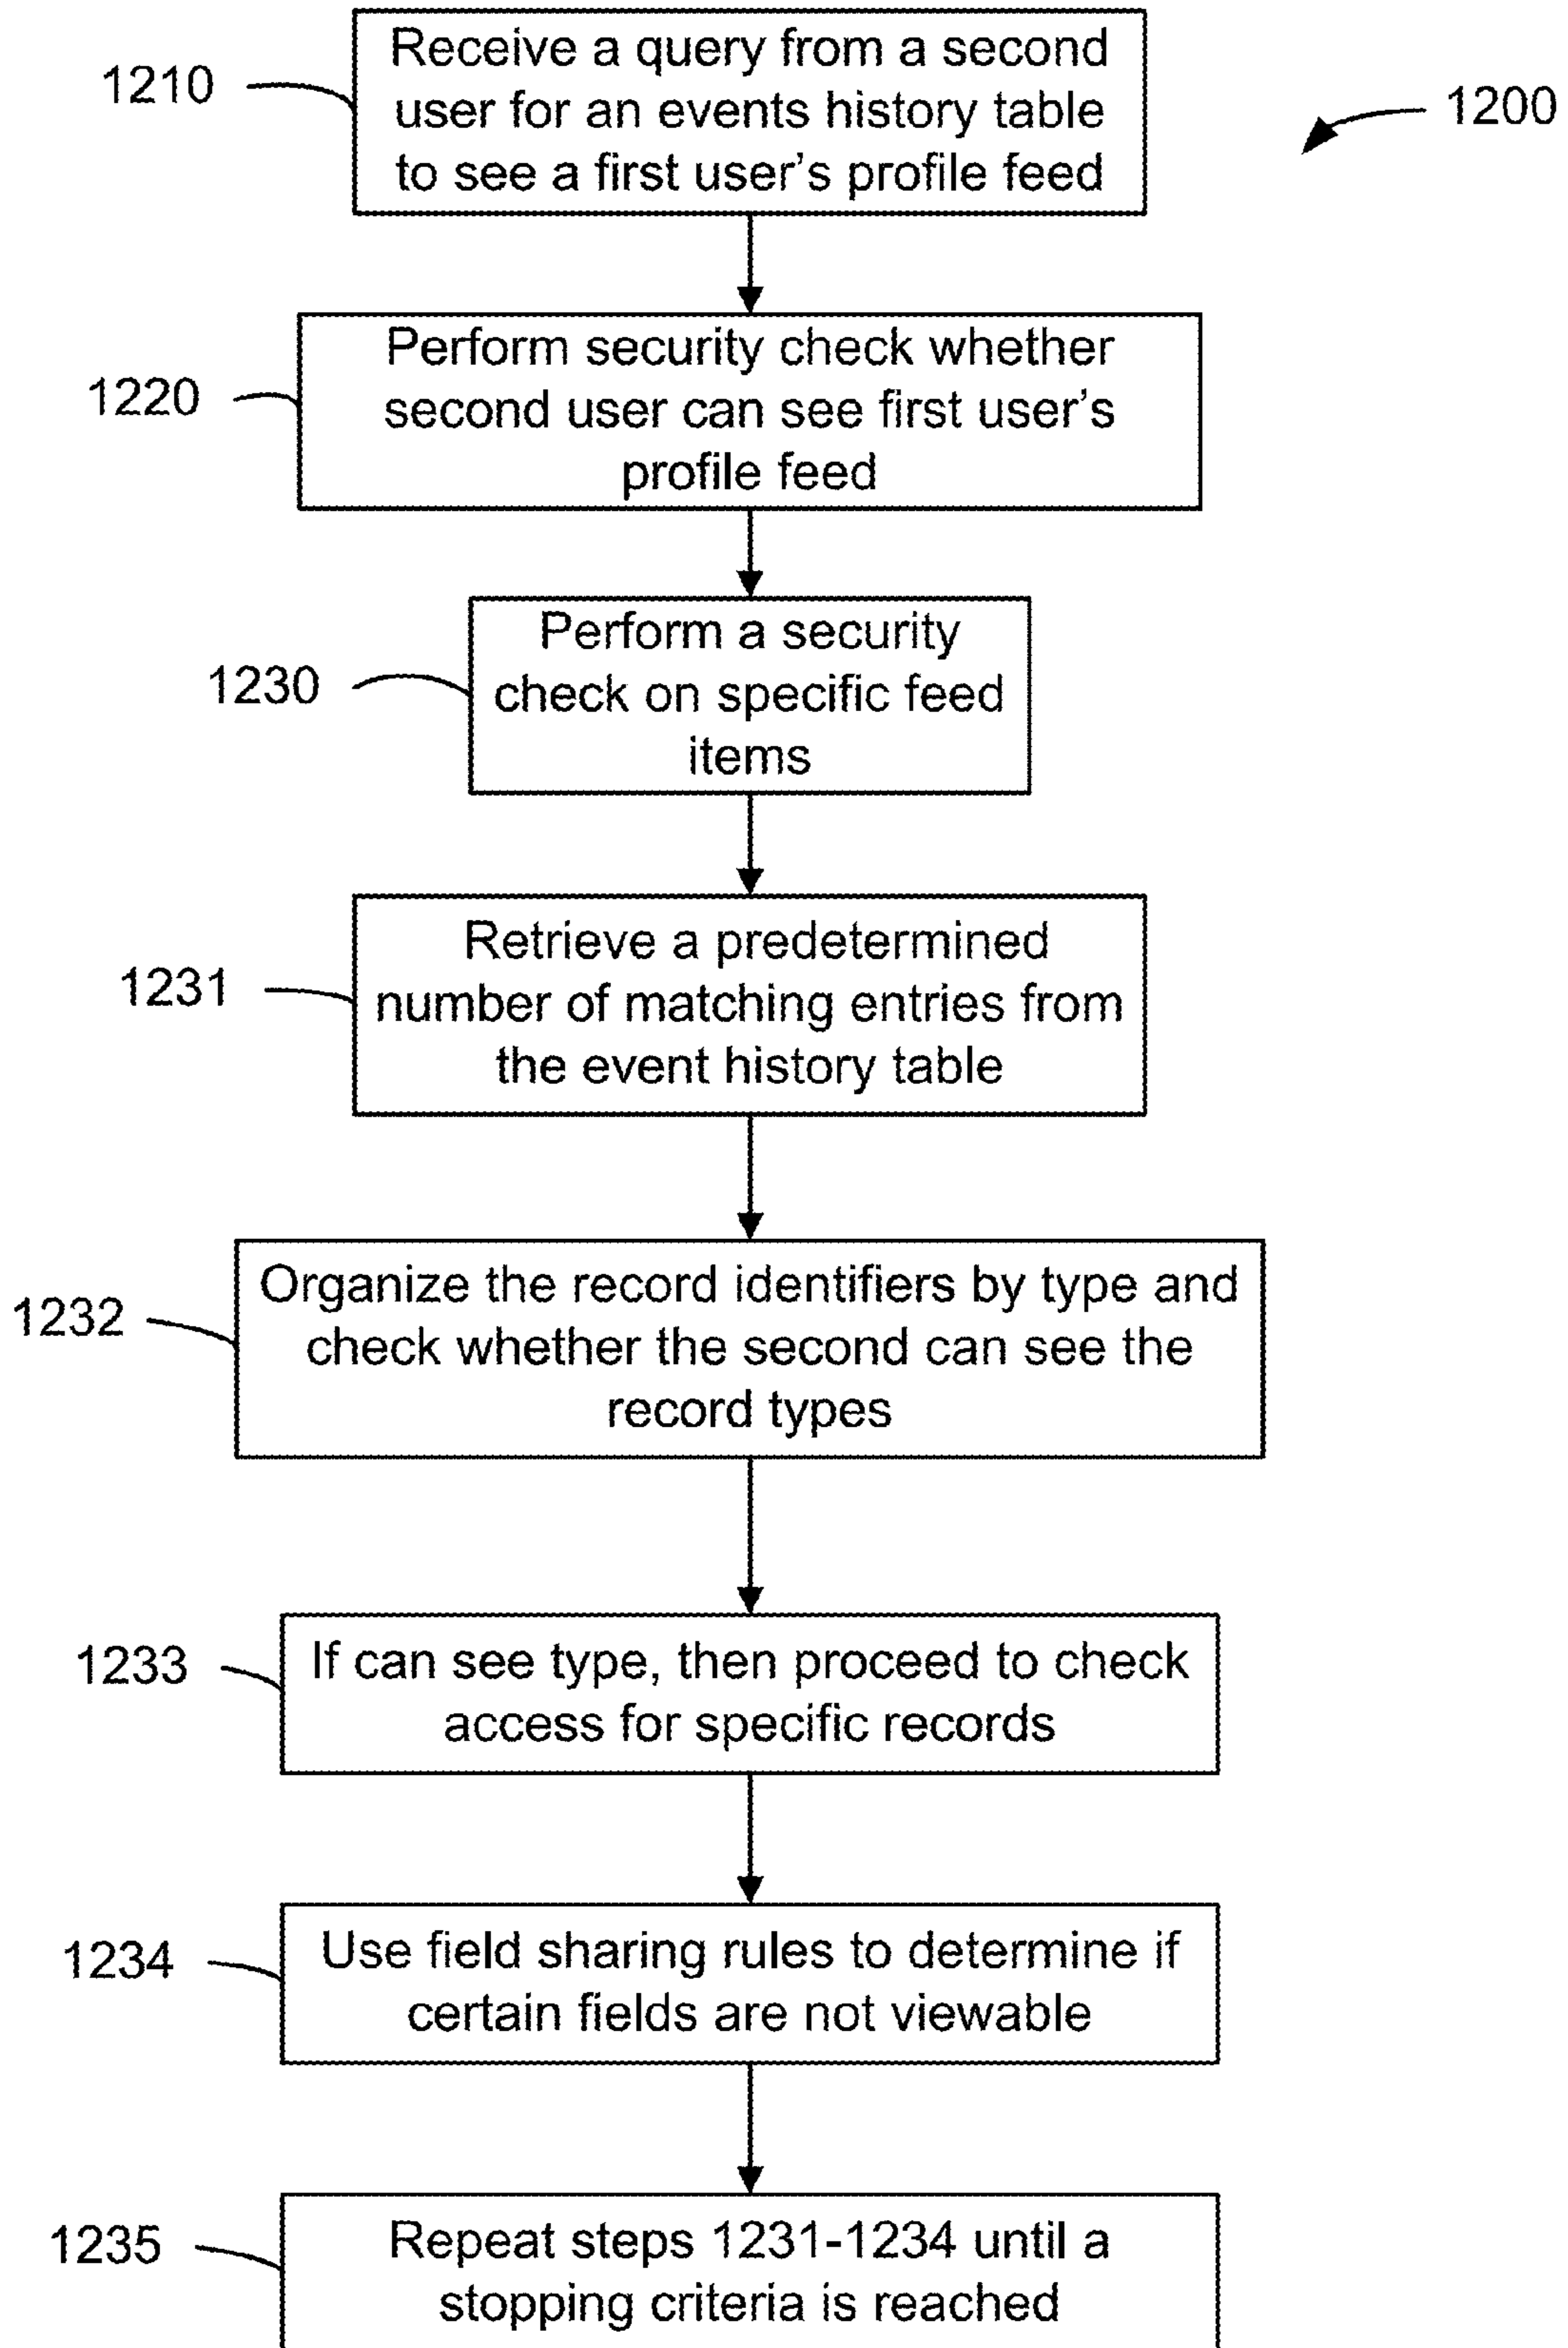 1210
Receive a query from a second
user for an events history table
to see a first user's profile feed
1200
1220
Perform security check whether
second user can see first user's
profile feed
1230
Perform a security
check on specific feed
items
1231
Retrieve a predetermined
number of matching entries from
the event history table
1232
Organize the record identifiers by type and
check whether the second can see the
record types
1233
If can see type, then proceed to check
access for specific records
1234
Use field sharing rules to determine if
certain fields are not viewable
1235
Repeat steps 1231-1234 until a
stopping criteria is reached